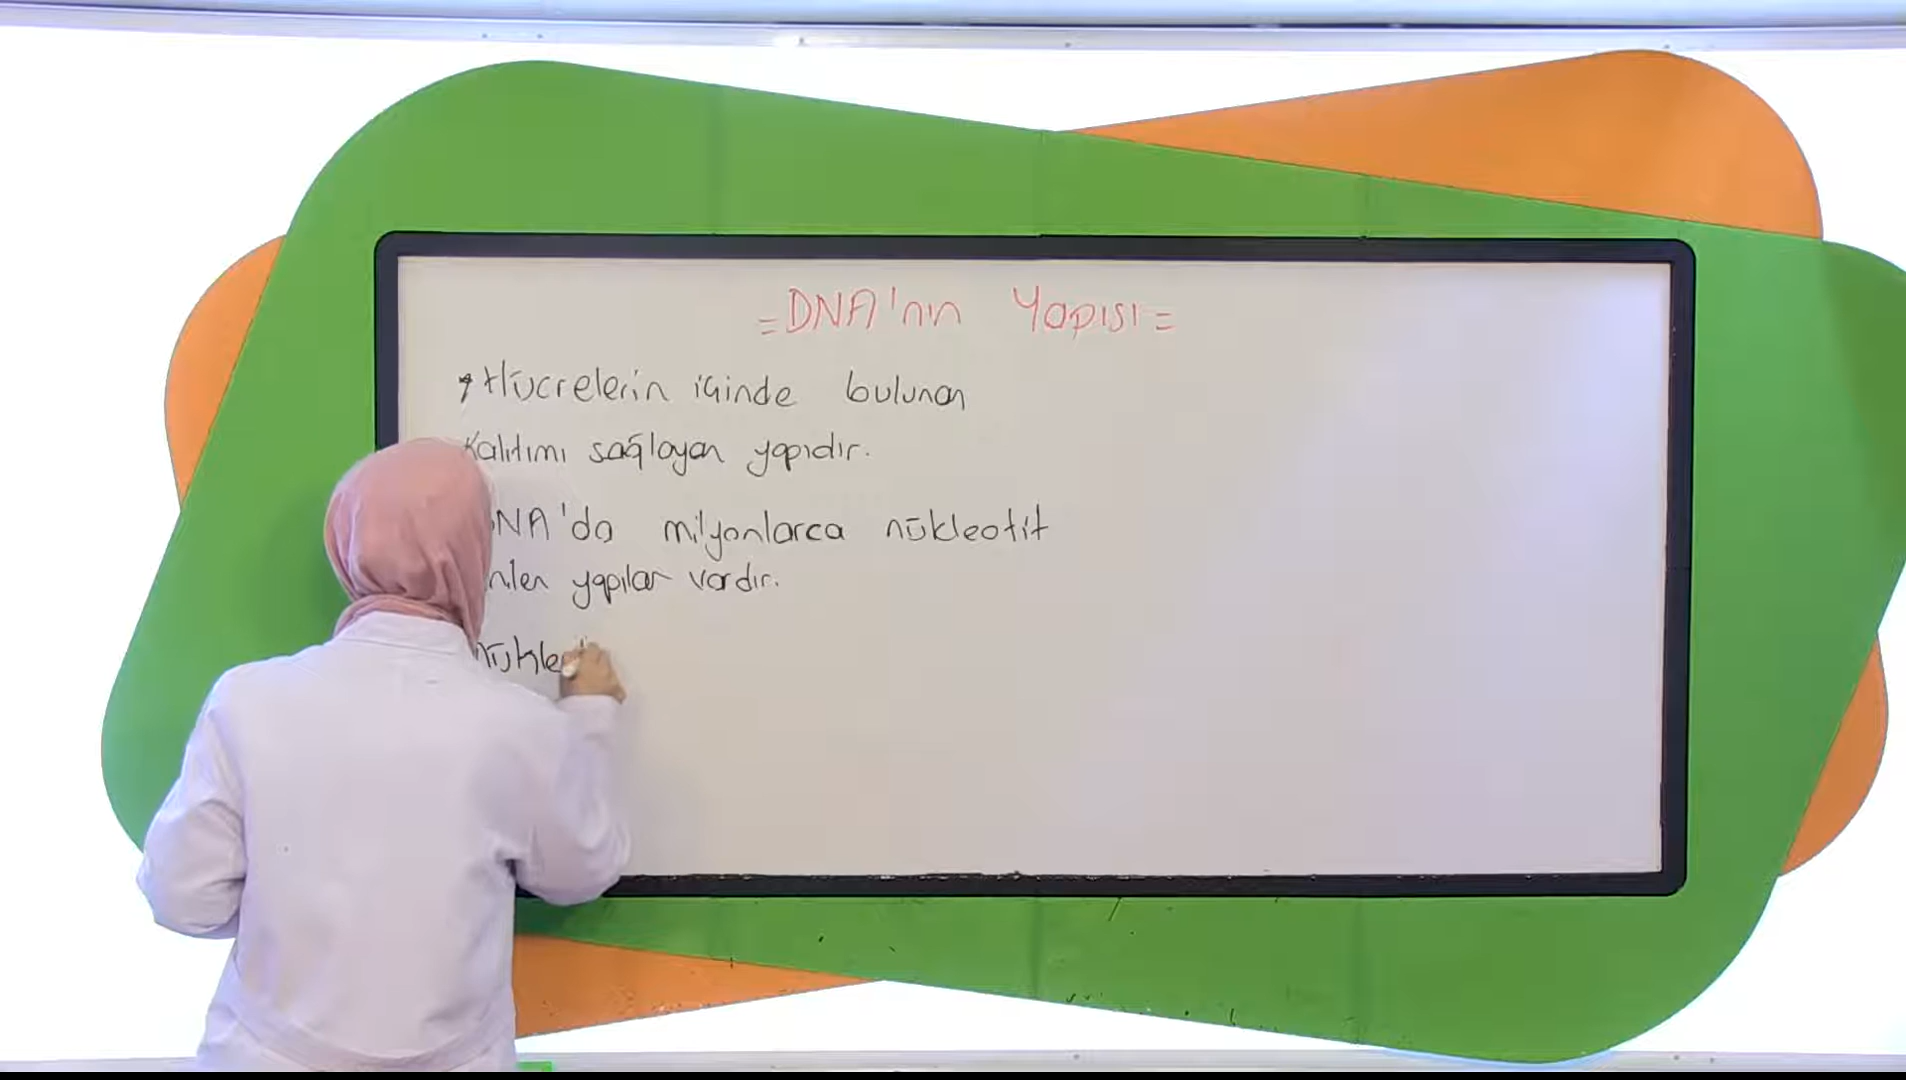 =DNA'nın Yapısı=
Hücrelerin içinde bulunan
Kalıtımı sağlayan yapıdır.
NA'da milyonlarca nükleotit
nilen yapılar vardır.
nükle